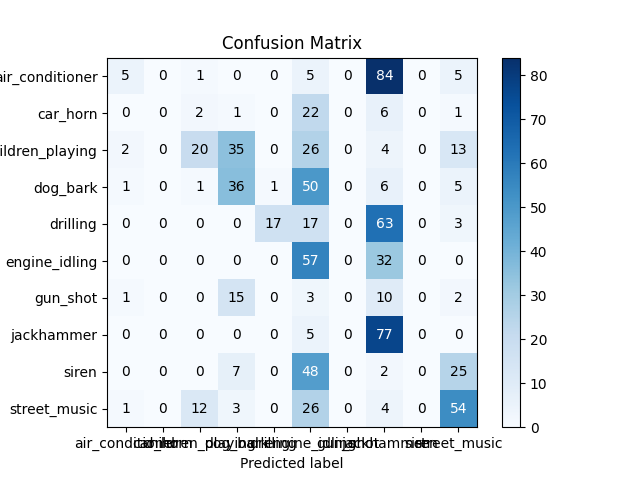 Confusion Matrix
air_conditioner 5 0 1 0 0 5 0 84 0 5
car_horn 0 0 2 1 0 22 0 6 0 1
ildren_playing 2 0 20 35 0 26 0 4 0 13
dog_bark 1 0 1 36 1 50 0 6 0 5
drilling 0 0 0 0 17 17 0 63 0 3
engine_idling 0 0 0 0 0 57 0 32 0 0
gun_shot 1 0 0 15 0 3 0 10 0 2
jackhammer 0 0 0 0 0 5 0 77 0 0
siren 0 0 0 7 0 48 0 2 0 25
street_music 1 0 12 3 0 26 0 4 0 54
street_music
Predicted label
80
70
60
50
40
30
20
10
0